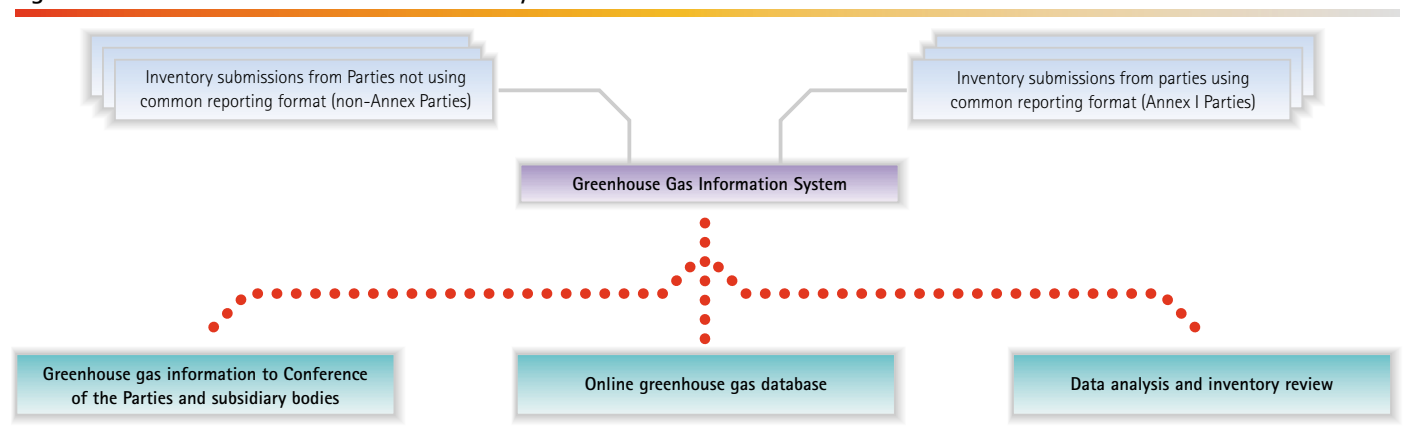 Inventory submissions from Parties not using
common reporting format (non-Annex Parties)
Inventory submissions from parties using
common reporting format (Annex I Parties)
Greenhouse Gas Information System
Greenhouse gas information to Conference
of the Parties and subsidiary bodies
Online greenhouse gas database
Data analysis and inventory review